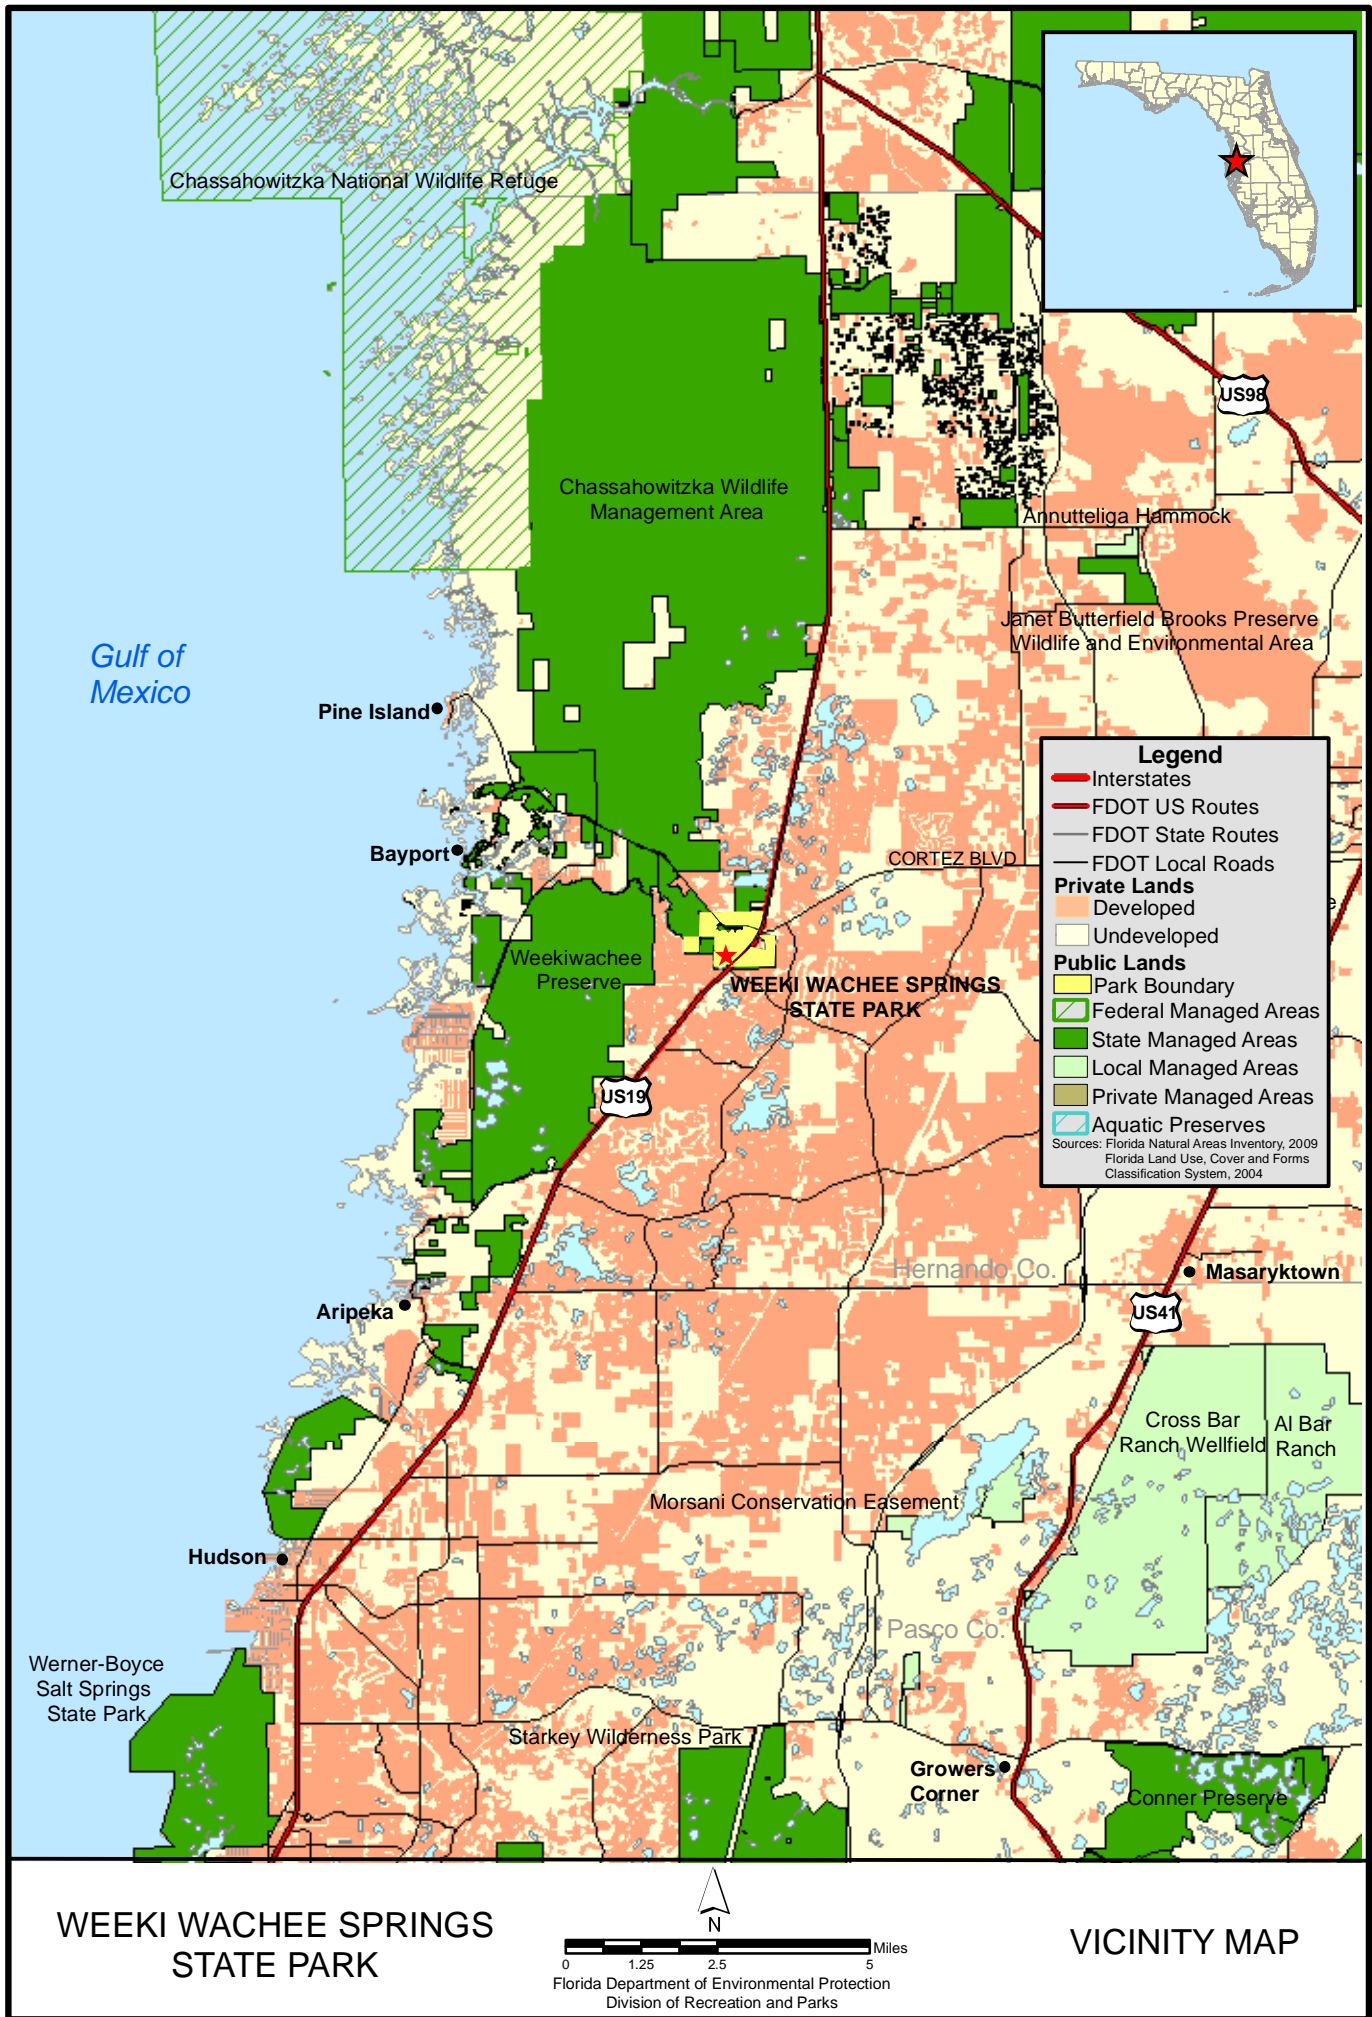 Chassahowitzka National Wildlife Refuge
US98
Chassahowitzka Wildlife
Management Area
Annutteliga Hammock
Janet Butterfield Brooks Preserve
Wildlife and Environmental Area
Gulf of
Mexico
Pine Island
Bayport
CORTEZ BLVD
Weekiwachee
Preserve
WEEKI WACHEE SPRINGS
STATE PARK
US19
Legend
Interstates
FDOT US Routes
FDOT State Routes
FDOT Local Roads
Private Lands
Developed
Undeveloped
Public Lands
Park Boundary
Federal Managed Areas
State Managed Areas
Local Managed Areas
Private Managed Areas
Aquatic Preserves
Sources: Florida Natural Areas Inventory, 2009
Florida Land Use, Cover and Forms
Classification System, 2004
Hernando Co.
Masaryktown
US41
Aripeka
Cross Bar
Ranch Wellfield
Al Bar
Ranch
Morsani Conservation Easement
Hudson
Pasco Co.
Werner-Boyce
Salt Springs
State Park
Starkey Wilderness Park
Growers
Corner
Conner Preserve
WEEKI WACHEE SPRINGS
STATE PARK
N
Miles
0 1.25 2.5 5
Florida Department of Environmental Protection
Division of Recreation and Parks
VICINITY MAP